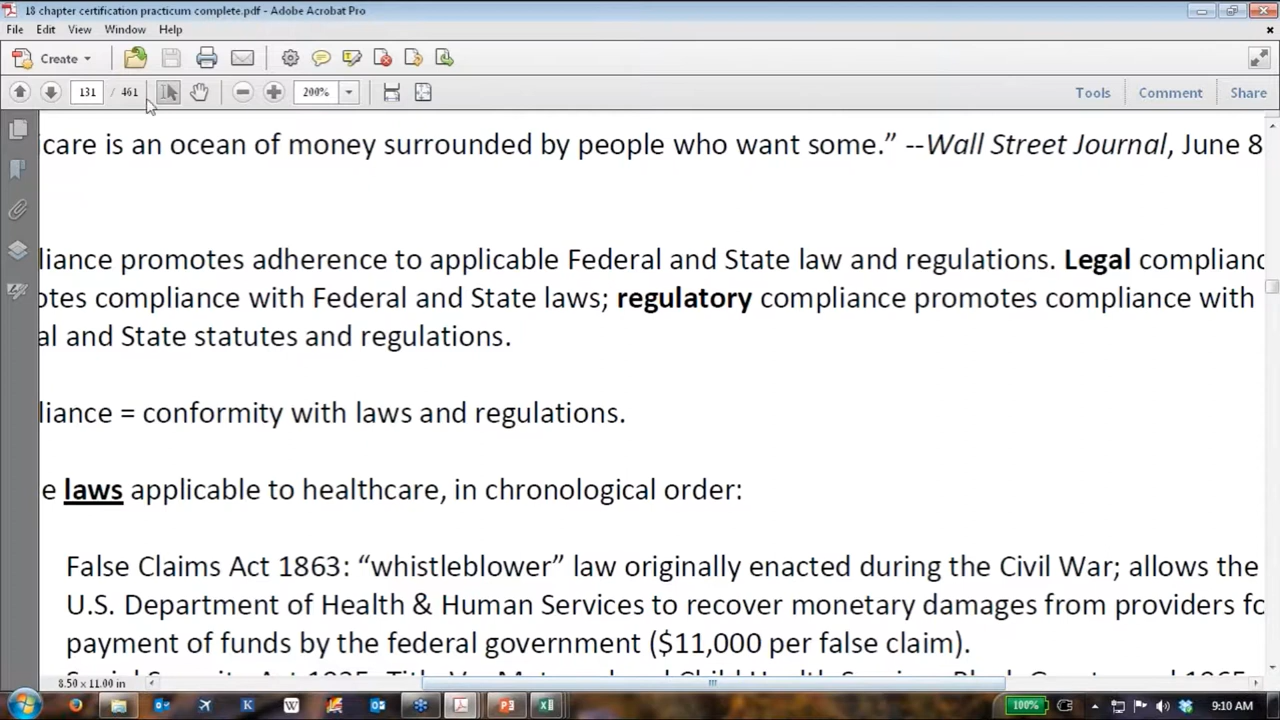 18 chapter certification practicum complete.pdf - Adobe Acrobat Pro
File Edit View Window Help
Create
131 / 461 200% Tools Comment Share
care is an ocean of money surrounded by people who want some.” --Wall Street Journal, June 8
liance promotes adherence to applicable Federal and State law and regulations. Legal complianc
otes compliance with Federal and State laws; regulatory compliance promotes compliance with
al and State statutes and regulations.
liance = conformity with laws and regulations.
e laws applicable to healthcare, in chronological order:
False Claims Act 1863: “whistleblower” law originally enacted during the Civil War; allows the
U.S. Department of Health & Human Services to recover monetary damages from providers fo
payment of funds by the federal government ($11,000 per false claim).
8.50 x 11.00 in
100% 9:10 AM